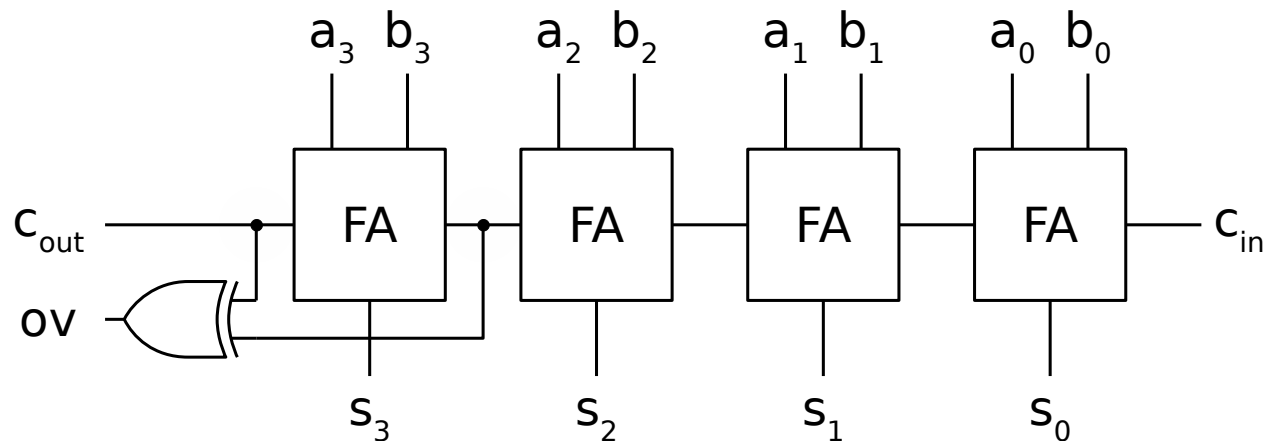 a3 b3 a2 b2 a1 b1 a0 b0
cout FA FA FA FA cin
ov
s3 s2 s1 s0